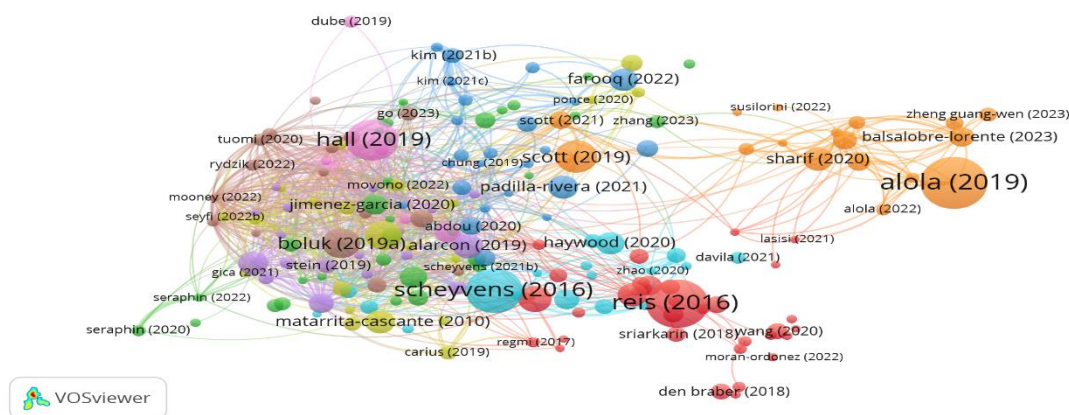 dube (2019)
kim (2021b)
kim (2021c)
farooq (2022)
ponce (2020)
go (2023)
scott (2021)
zhang (2023)
susilorini (2022)
zheng guang-wen (2023)
tuomi (2020)
hall (2019)
balsalobre-lorente (2023)
rydzik (2022)
chung (2019)
scott (2019)
sharif (2020)
movono (2022)
padilla-rivera (2021)
alola (2019)
mooney (2022)
jimenez-garcia (2020)
seyfi (2022b)
abdou (2020)
alola (2022)
boluk (2019a)
alarcon (2019)
haywood (2020)
lasisi (2021)
stein (2019)
davila (2021)
gica (2021)
scheyvens (2021b)
zhao (2020)
scheyvens (2016)
seraphin (2022)
reis (2016)
matarrita-cascante (2010)
seraphin (2020)
sriarkarin (2018)
wang (2020)
regmi (2017)
carius (2019)
moran-ordonez (2022)
den braber (2018)
VOSviewer